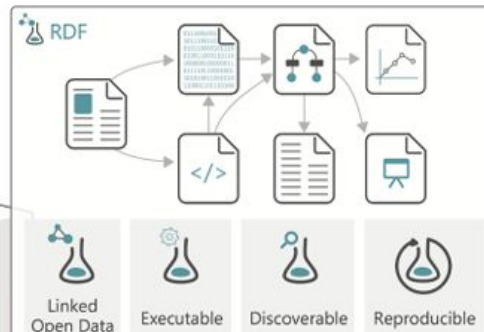 RDF
</>
Linked
Open Data
Executable
Discoverable
Reproducible